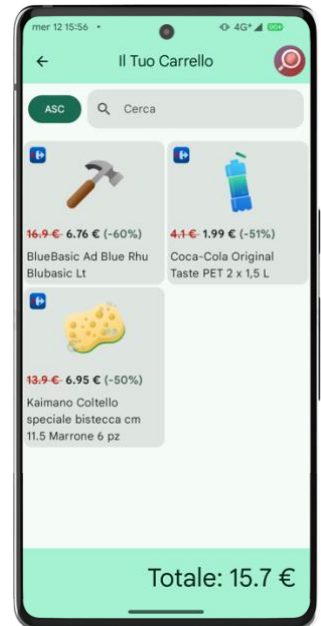 mer 12 15:56
4G+
Il Tuo Carrello
ASC
Cerca
16.9 € 6.76 € (-60%)
BlueBasic Ad Blue Rhu
Blubasic Lt
4.1 € 1.99 € (-51%)
Coca-Cola Original
Taste PET 2 x 1,5 L
13.9 € 6.95 € (-50%)
Kaimano Coltello
speciale bistecca cm
11.5 Marrone 6 pz
Totale: 15.7 €